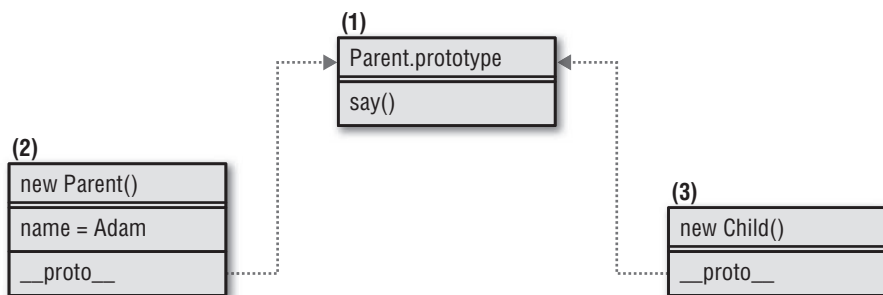 (1)
Parent.prototype
say()
(2)
new Parent()
name = Adam
__proto__
(3)
new Child()
__proto__